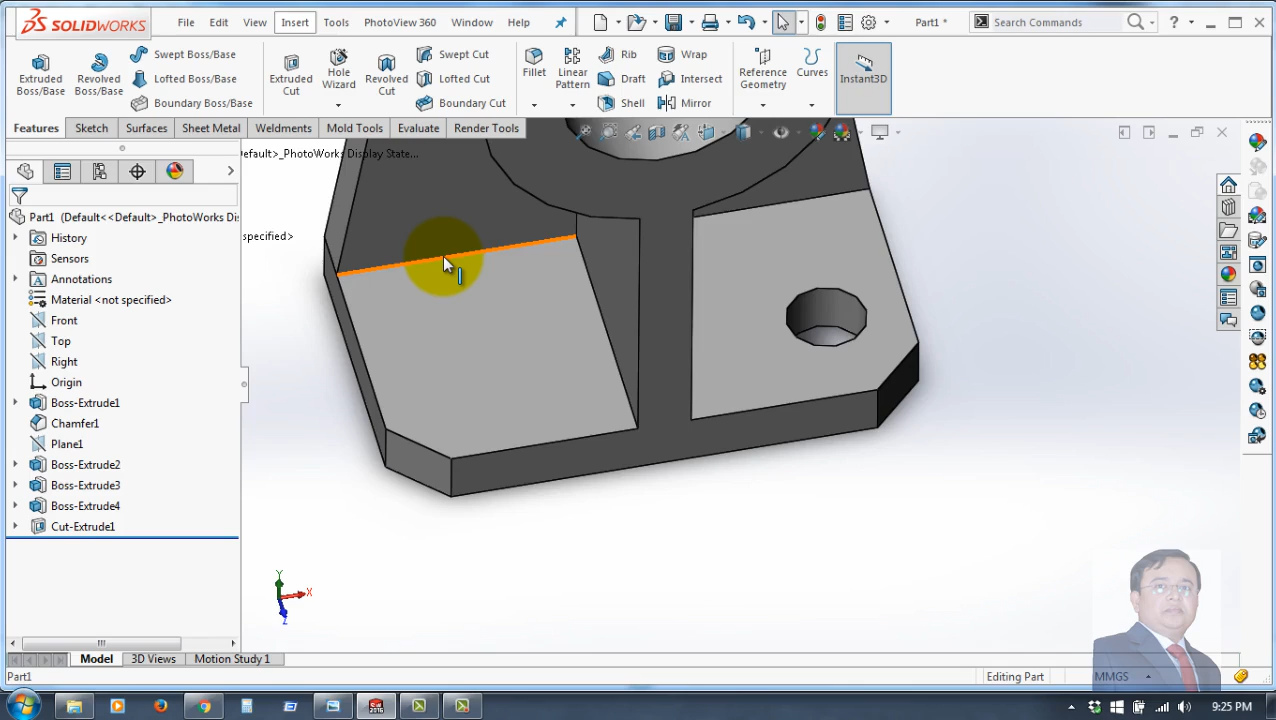 SOLIDWORKS File Edit View Insert Tools PhotoView 360 Window Help Part1 * Search Commands ?
Extruded Boss/Base
Revolved Boss/Base
Swept Boss/Base
Lofted Boss/Base
Boundary Boss/Base
Extruded Cut
Hole Wizard
Revolved Cut
Swept Cut
Lofted Cut
Boundary Cut
Fillet
Linear Pattern
Rib
Draft
Shell
Wrap
Intersect
Mirror
Reference Geometry
Curves
Instant3D
Features Sketch Surfaces Sheet Metal Weldments Mold Tools Evaluate Render Tools
Default>_PhotoWorks Display State...
Part1 (Default<<Default>_PhotoWorks Dis
History
specified>
Sensors
Annotations
Material <not specified>
Front
Top
Right
Origin
Boss-Extrude1
Chamfer1
Plane1
Boss-Extrude2
Boss-Extrude3
Boss-Extrude4
Cut-Extrude1
Y
X
Z
Model 3D Views Motion Study 1
Part1 Editing Part MMGS
2016
9:25 PM